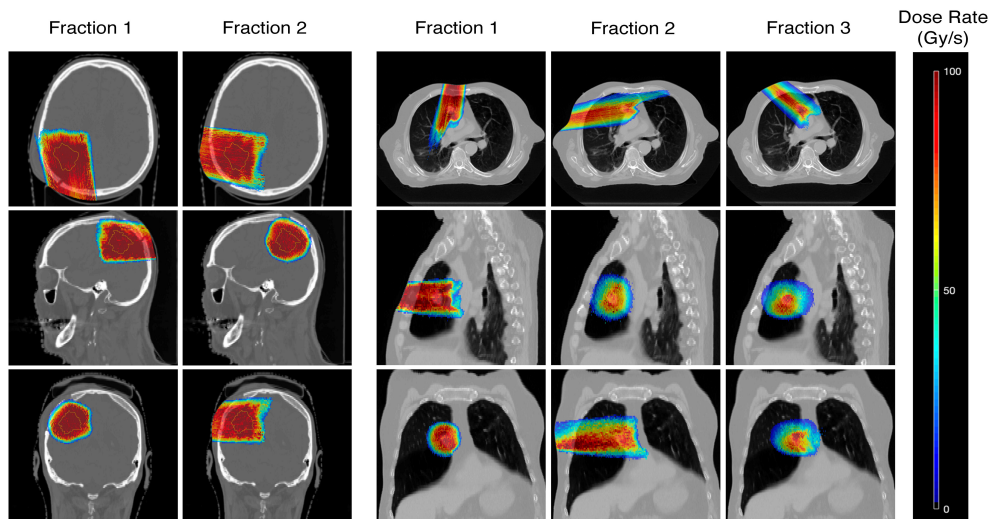 Fraction 1
Fraction 2
Fraction 1
Fraction 2
Fraction 3
Dose Rate
(Gy/s)
100
50
0